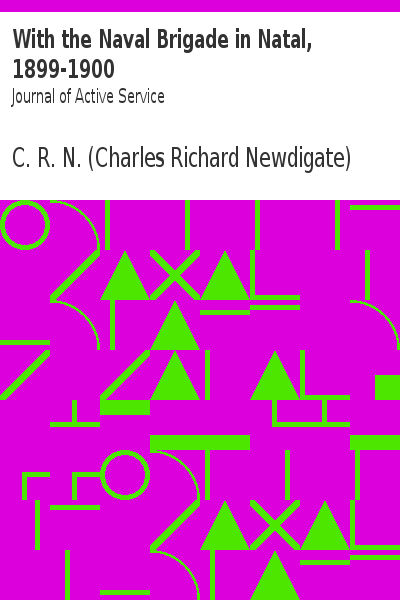 With the Naval Brigade in Natal,
1899-1900
Journal of Active Service
C. R. N. (Charles Richard Newdigate)